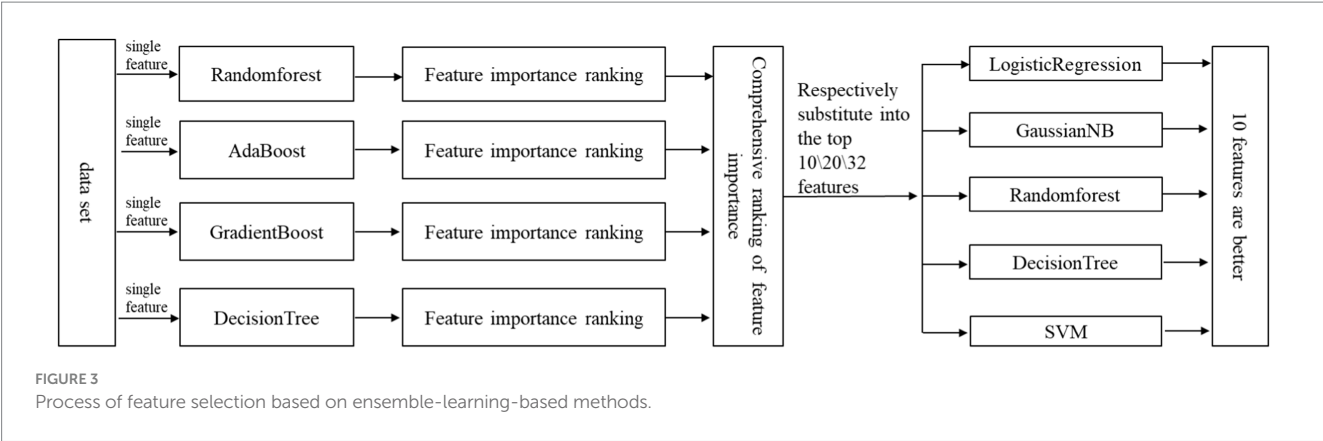 data set
single
feature
Randomforest
Feature importance ranking
single
feature
AdaBoost
Feature importance ranking
single
feature
GradientBoost
Feature importance ranking
single
feature
DecisionTree
Feature importance ranking
Comprehensive ranking of feature
importance
Respectively
substitute into
the top
10\20\32
features
LogisticRegression
GaussianNB
Randomforest
DecisionTree
SVM
10 features are better
FIGURE 3
Process of feature selection based on ensemble-learning-based methods.